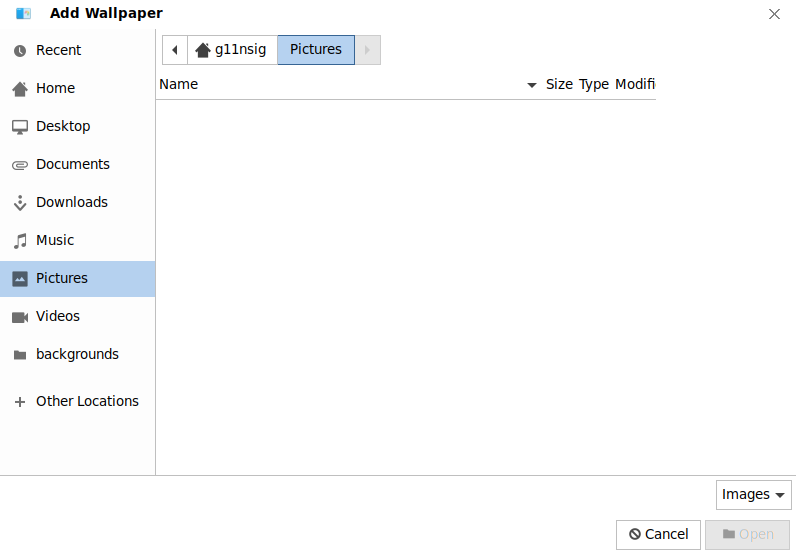 Add Wallpaper
Recent
Home
Desktop
Documents
Downloads
Music
Pictures
Videos
backgrounds
Other Locations
g11nsig
Pictures
Name Size Type Modifi
Images
Cancel
Open